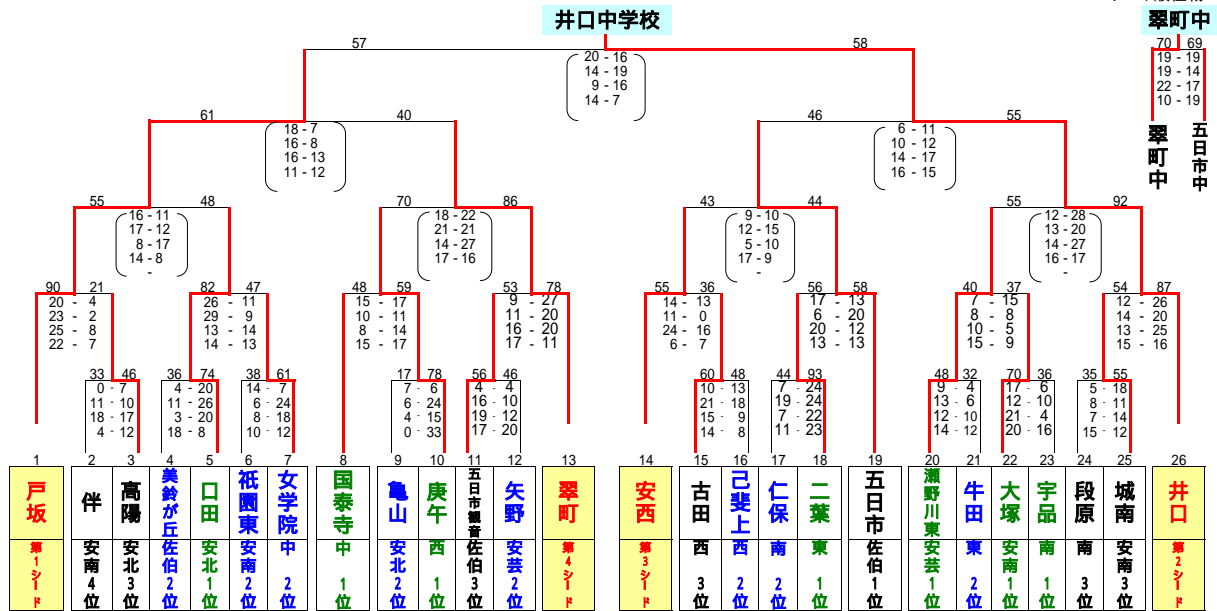 井口中学校
翠町中
57
58
70 69
20 - 16
14 - 19
9 - 16
14 - 7
19 - 19
19 - 14
22 - 17
10 - 19
翠町中
五日市中
61
40
46
55
18 - 7
16 - 8
16 - 13
11 - 12
6 - 11
10 - 12
14 - 17
16 - 15
55
48
70
86
43
44
55
92
16 - 11
17 - 12
8 - 17
14 - 8
-
18 - 22
21 - 21
14 - 27
17 - 16
9 - 10
12 - 15
5 - 10
17 - 9
-
12 - 28
13 - 20
14 - 27
16 - 17
-
90 21
20 - 4
23 - 2
25 - 8
22 - 7
82 47
26 - 11
29 - 9
13 - 14
14 - 13
48 59
15 - 17
10 - 11
8 - 14
15 - 17
53 78
9 - 27
11 - 20
16 - 20
17 - 11
55 36
14 - 13
11 - 0
24 - 16
6 - 7
56 58
17 - 13
6 - 20
20 - 12
13 - 13
40 37
7 - 15
8 - 8
10 - 5
15 - 9
54 87
12 - 26
14 - 20
13 - 25
15 - 16
33 46
0 - 7
11 - 10
18 - 17
4 - 12
36 74
4 - 20
11 - 26
3 - 20
18 - 8
38 61
14 - 7
6 - 24
8 - 18
10 - 12
17 78
7 - 6
6 - 24
4 - 15
0 - 33
56 46
4 - 4
16 - 10
19 - 12
17 - 20
60 48
10 - 13
21 - 18
15 - 9
14 - 8
44 93
7 - 24
19 - 24
7 - 22
11 - 23
48 32
9 - 4
13 - 6
12 - 10
14 - 12
70 36
17 - 6
12 - 10
21 - 4
20 - 16
35 55
5 - 18
8 - 11
7 - 14
15 - 12
1 2 3 4 5 6 7 8 9 10 11 12 13 14 15 16 17 18 19 20 21 22 23 24 25 26
戸坂 第1シード
伴 安南4位
高陽 安北3位
美鈴が丘 佐伯2位
口田 安北1位
祇園東 安南2位
女学院 中2位
国泰寺 中1位
亀山 安北2位
庚午 西1位
五日市観音 佐伯3位
矢野 安芸2位
翠町 第4シード
安西 第3シード
古田 西3位
己斐上 西2位
仁保 南2位
二葉 東1位
五日市 佐伯1位
瀬野川東 安芸1位
牛田 東2位
大塚 安南1位
宇品 南1位
段原 南3位
城南 安南3位
井口 第2シード